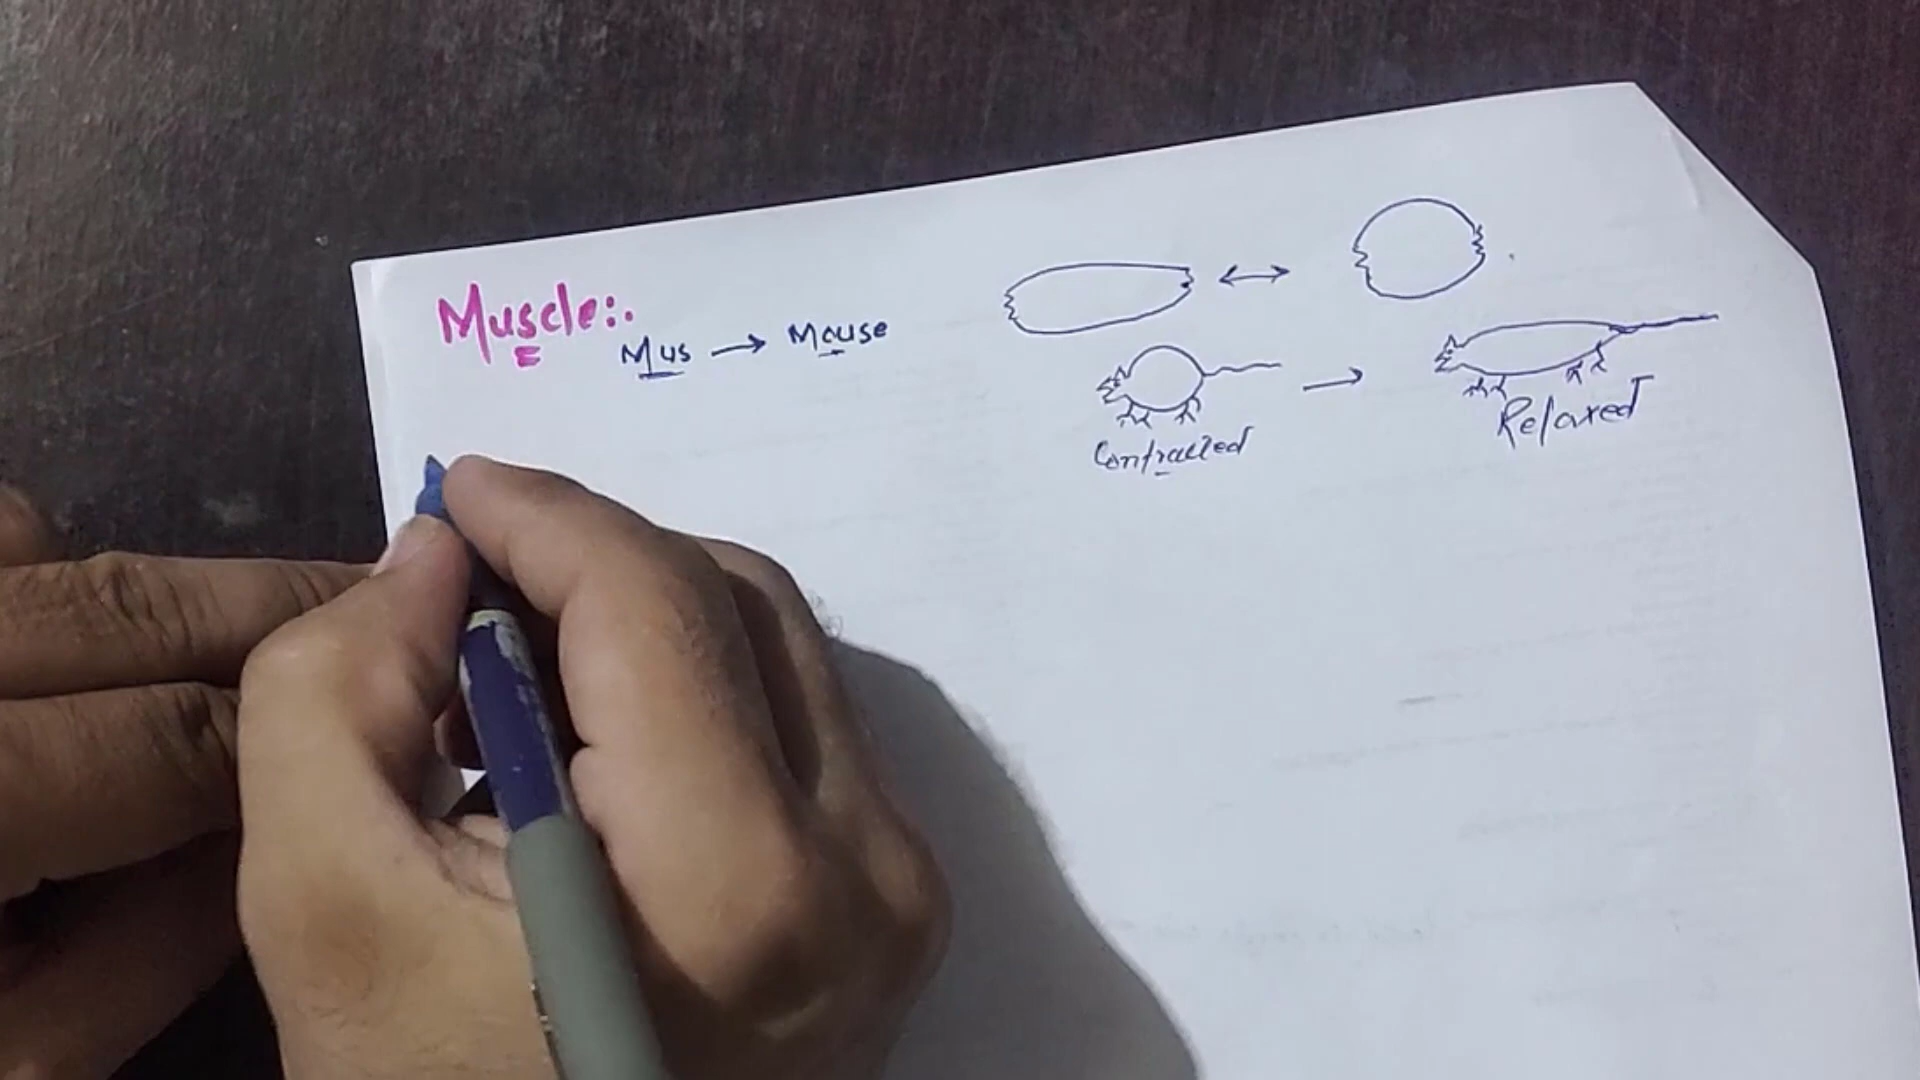 Muscle:.
Mus → Mouse
Contracted
Relaxed